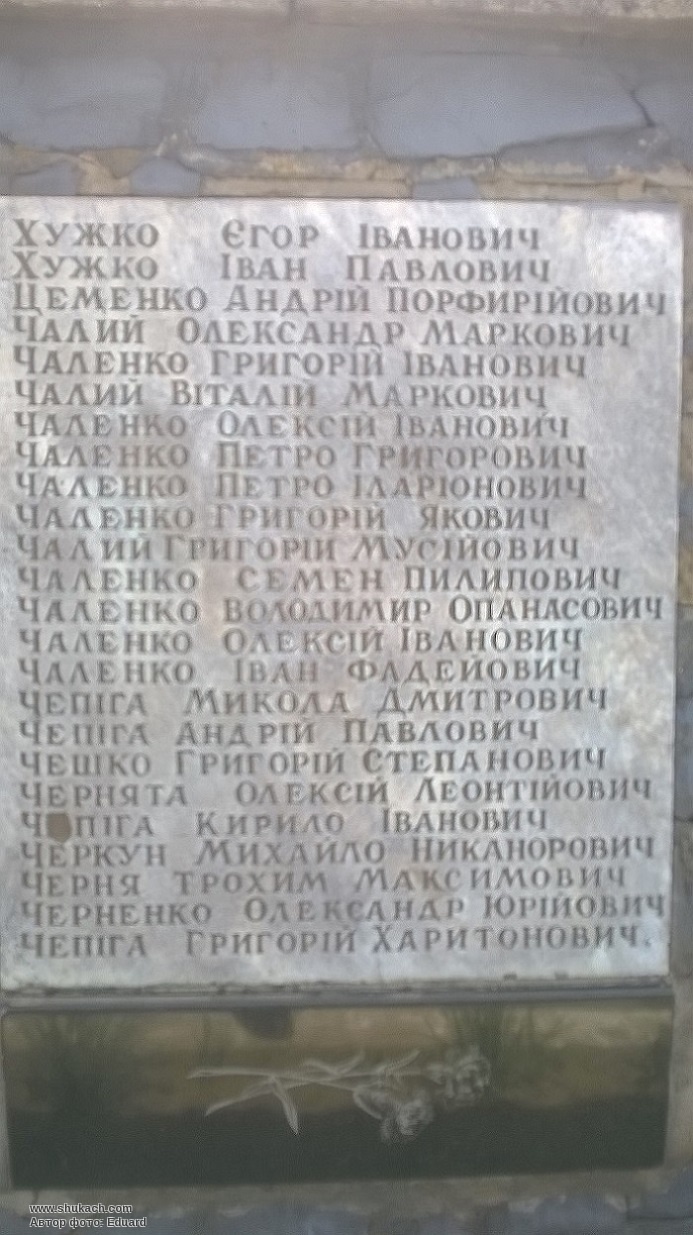 ХУЖКО ЄГОР ІВАНОВИЧ
ХУЖКО ІВАН ПАВЛОВИЧ
ЦЕМЕНКО АНДРІЙ ПОРФИРІЙОВИЧ
ЧАЛИЙ ОЛЕКСАНДР МАРКОВИЧ
ЧАЛЕНКО ГРИГОРІЙ ІВАНОВИЧ
ЧАЛИЙ ВІТАЛІЙ МАРКОВИЧ
ЧАЛЕНКО ОЛЕКСІЙ ІВАНОВИЧ
ЧАЛЕНКО ПЕТРО ГРИГОРОВИЧ
ЧАЛЕНКО ПЕТРО ІЛАРІОНОВИЧ
ЧАЛЕНКО ГРИГОРІЙ ЯКОВИЧ
ЧАЛИЙ ГРИГОРІЙ МУСІЙОВИЧ
ЧАЛЕНКО СЕМЕН ПИЛИПОВИЧ
ЧАЛЕНКО ВОЛОДИМИР ОПАНАСОВИЧ
ЧАЛЕНКО ОЛЕКСІЙ ІВАНОВИЧ
ЧАЛЕНКО ІВАН ФАДЕЙОВИЧ
ЧЕПІГА МИКОЛА ДМИТРОВИЧ
ЧЕПІГА АНДРІЙ ПАВЛОВИЧ
ЧЕШКО ГРИГОРІЙ СТЕПАНОВИЧ
ЧЕРНЯТА ОЛЕКСІЙ ЛЕОНТІЙОВИЧ
ЧЕПІГА КИРИЛО ІВАНОВИЧ
ЧЕРКУН МИХАЙЛО НИКАНОРОВИЧ
ЧЕРНЯ ТРОХИМ МАКСИМОВИЧ
ЧЕРНЕНКО ОЛЕКСАНДР ЮРІЙОВИЧ
ЧЕПІГА ГРИГОРІЙ ХАРИТОНОВИЧ.
www.shukach.com
Автор фото: Eduard